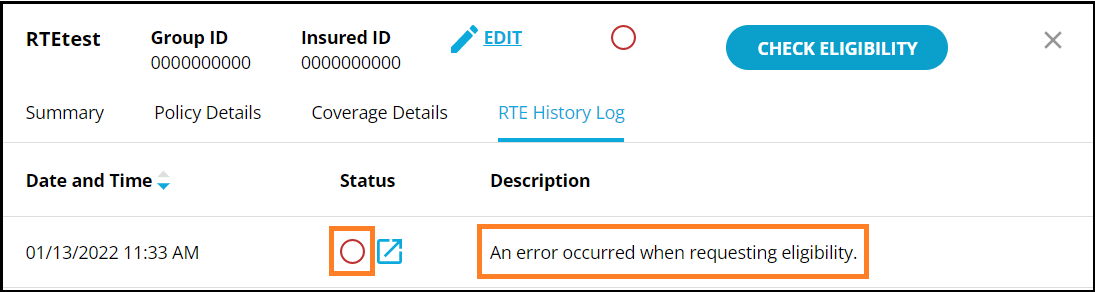 RTEtest Group ID Insured ID EDIT CHECK ELIGIBILITY
0000000000 0000000000
Summary Policy Details Coverage Details RTE History Log
Date and Time Status Description
01/13/2022 11:33 AM An error occurred when requesting eligibility.